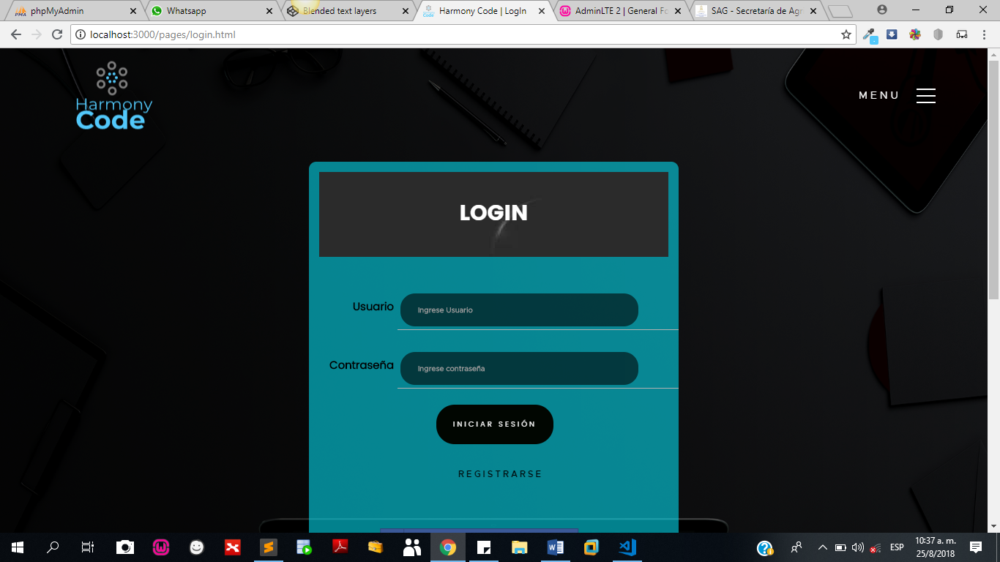 phpMyAdmin
Whatsapp
Blended text layers
Harmony Code | LogIn
AdminLTE 2 | General Fo
SAG - Secretaría de Agr
localhost:3000/pages/login.html
Harmony
Code
MENU
LOGIN
Usuario
Ingrese Usuario
Contraseña
Ingrese contraseña
INICIAR SESIÓN
REGISTRARSE
ESP
10:37 a. m.
25/8/2018